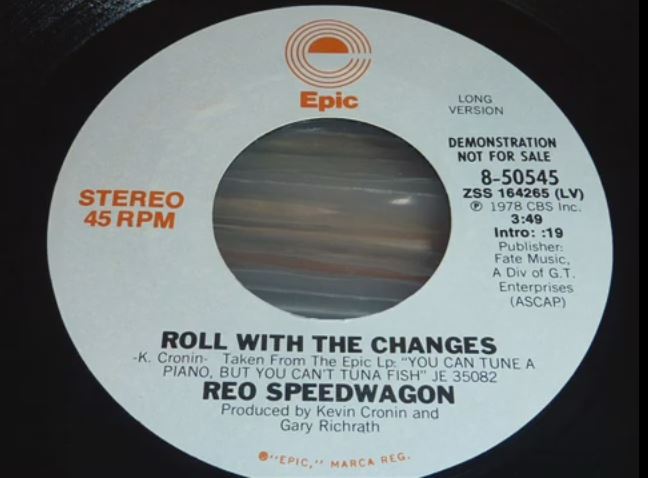 Epic
LONG
VERSION
DEMONSTRATION
NOT FOR SALE
8-50545
ZSS 164265 (LV)
℗ 1978 CBS Inc.
3:49
Intro: :19
Publisher:
Fate Music,
A Div of G.T.
Enterprises
(ASCAP)
STEREO
45 RPM
ROLL WITH THE CHANGES
-K. Cronin- Taken From The Epic Lp: "YOU CAN TUNE A
PIANO, BUT YOU CAN'T TUNA FISH" JE 35082
REO SPEEDWAGON
Produced by Kevin Cronin and
Gary Richrath
®"EPIC," MARCA REG.